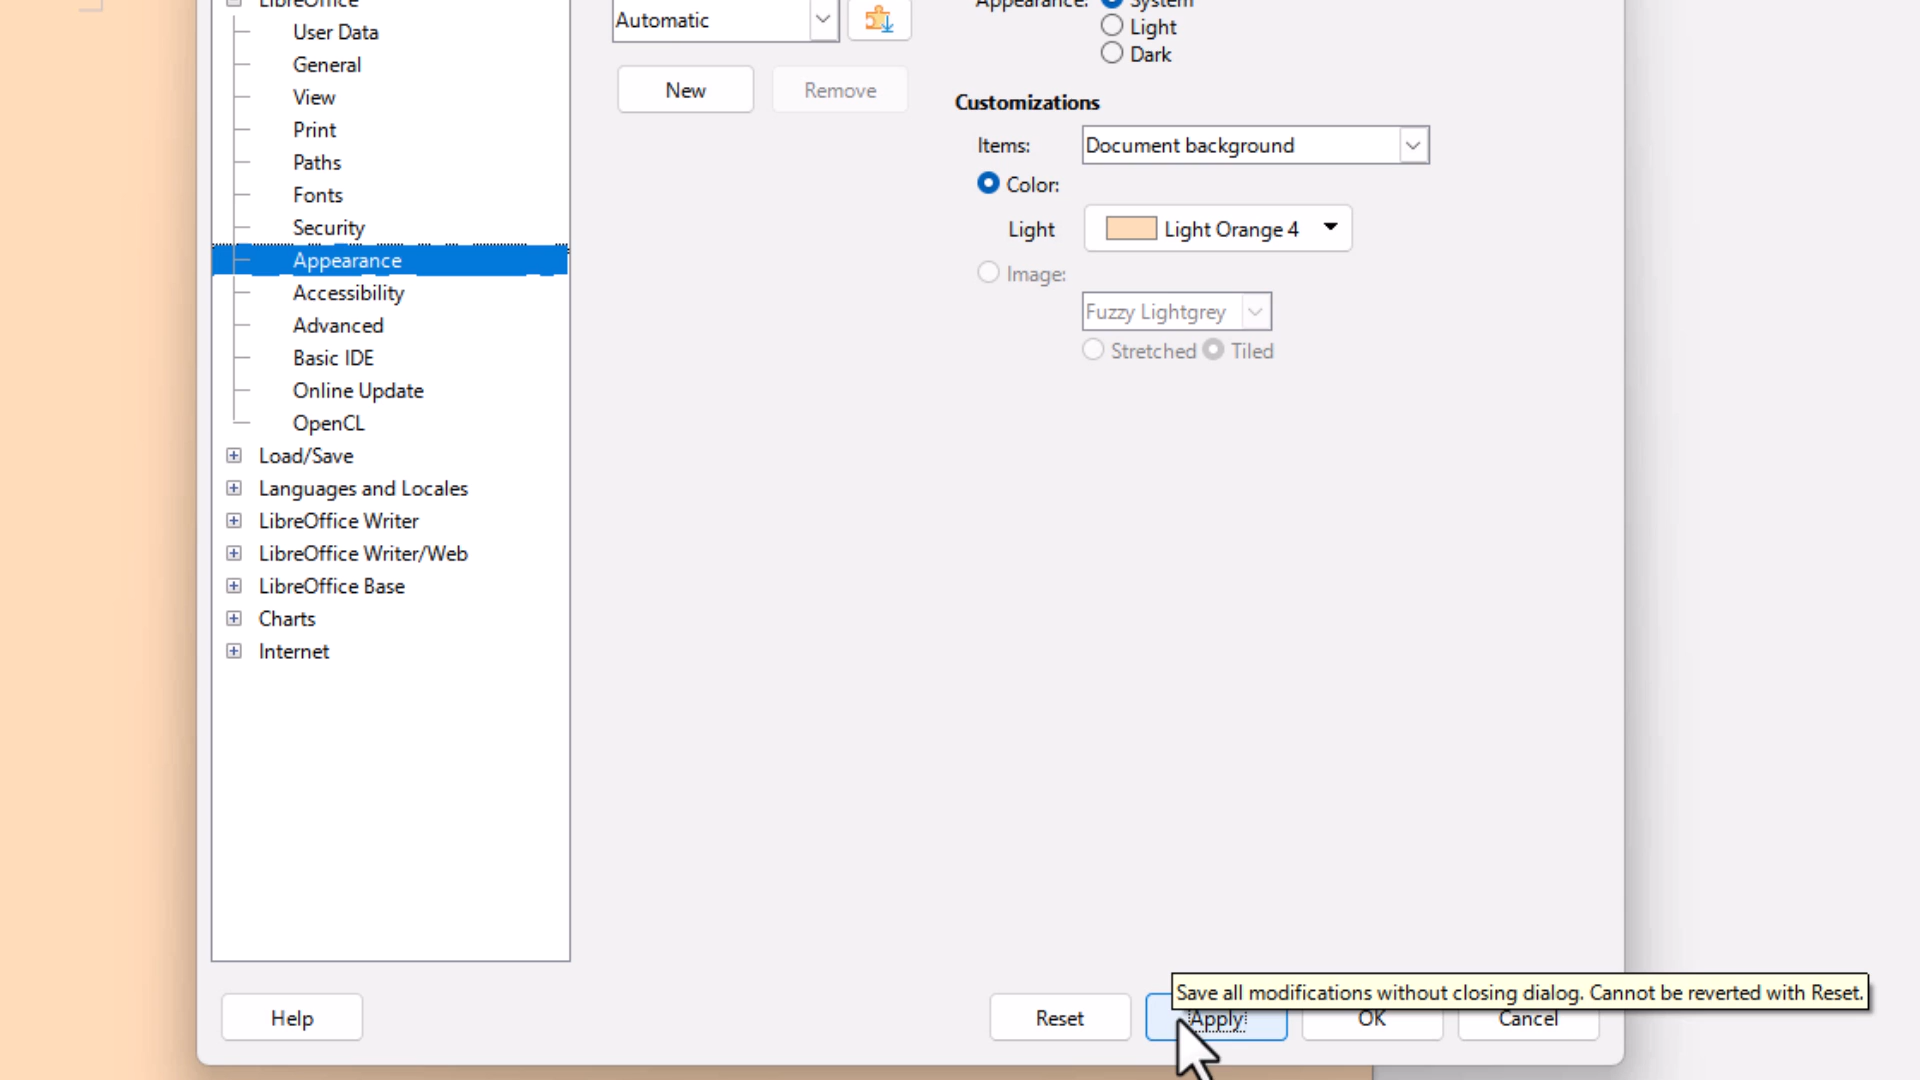 LibreOffice
User Data
General
View
Print
Paths
Fonts
Security
Appearance
Accessibility
Advanced
Basic IDE
Online Update
OpenCL
Load/Save
Languages and Locales
LibreOffice Writer
LibreOffice Writer/Web
LibreOffice Base
Charts
Internet
Automatic
New Remove
Appearance: System
Light
Dark
Customizations
Items: Document background
Color:
Light Light Orange 4
Image:
Fuzzy Lightgrey
Stretched Tiled
Save all modifications without closing dialog. Cannot be reverted with Reset.
Help Reset Apply OK Cancel